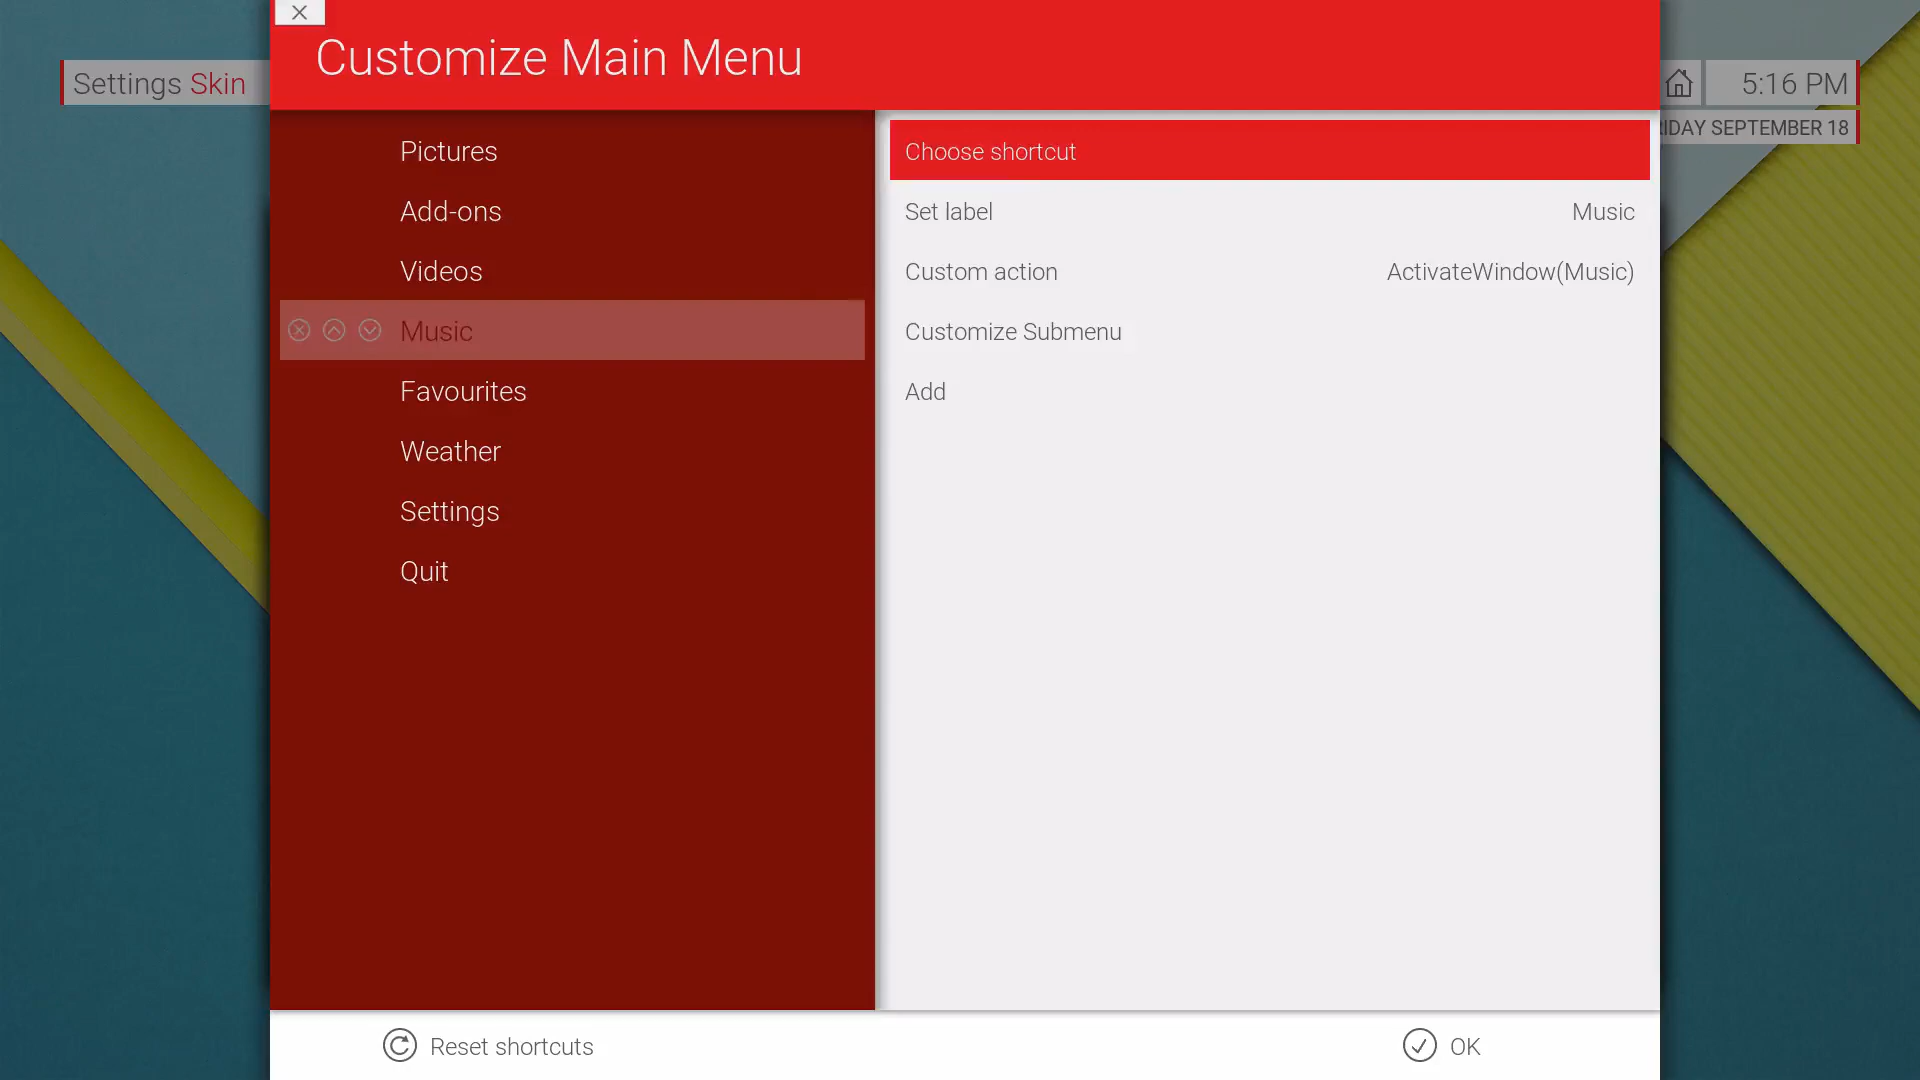 Customize Main Menu
Settings Skin
5:16 PM
RIDAY SEPTEMBER 18
Pictures
Add-ons
Videos
Music
Favourites
Weather
Settings
Quit
Choose shortcut
Set label Music
Custom action ActivateWindow(Music)
Customize Submenu
Add
Reset shortcuts
OK